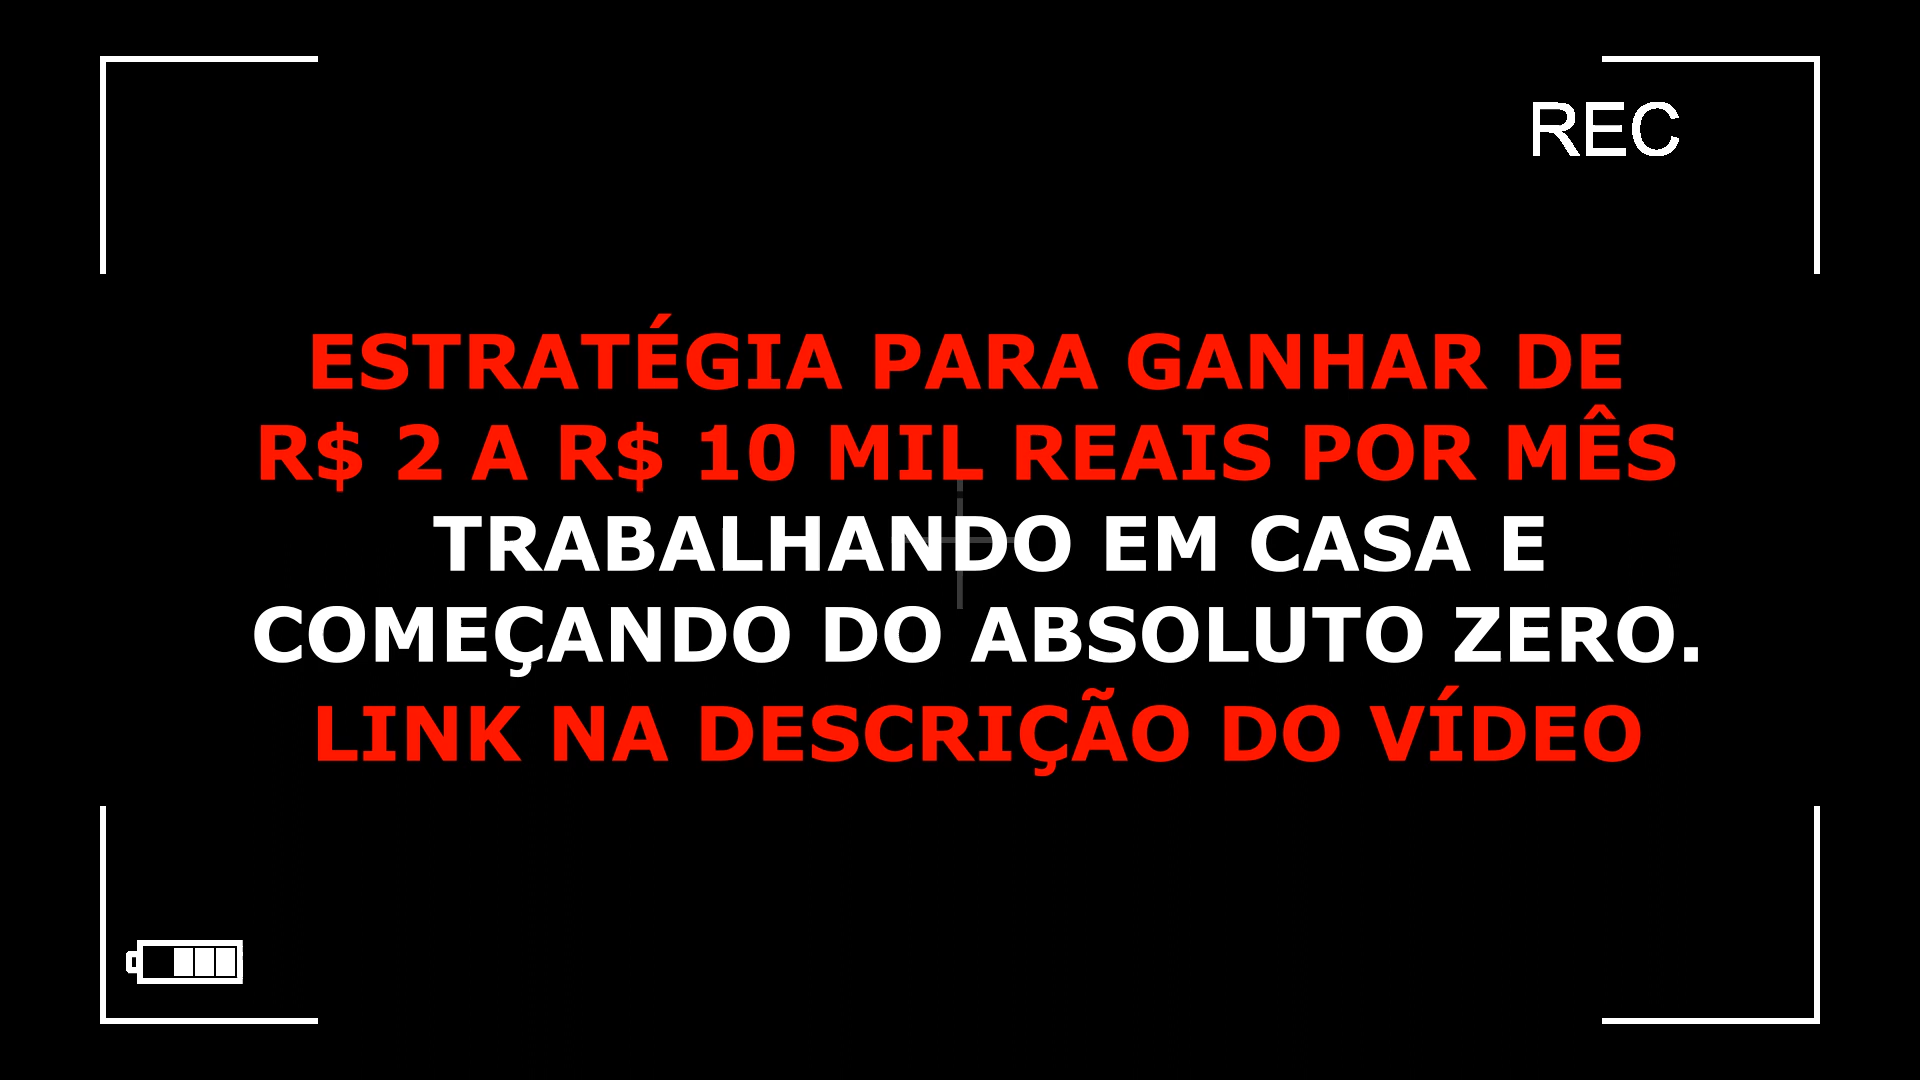 REC
ESTRATÉGIA PARA GANHAR DE
R$ 2 A R$ 10 MIL REAIS POR MÊS
TRABALHANDO EM CASA E
COMEÇANDO DO ABSOLUTO ZERO.
LINK NA DESCRIÇÃO DO VÍDEO